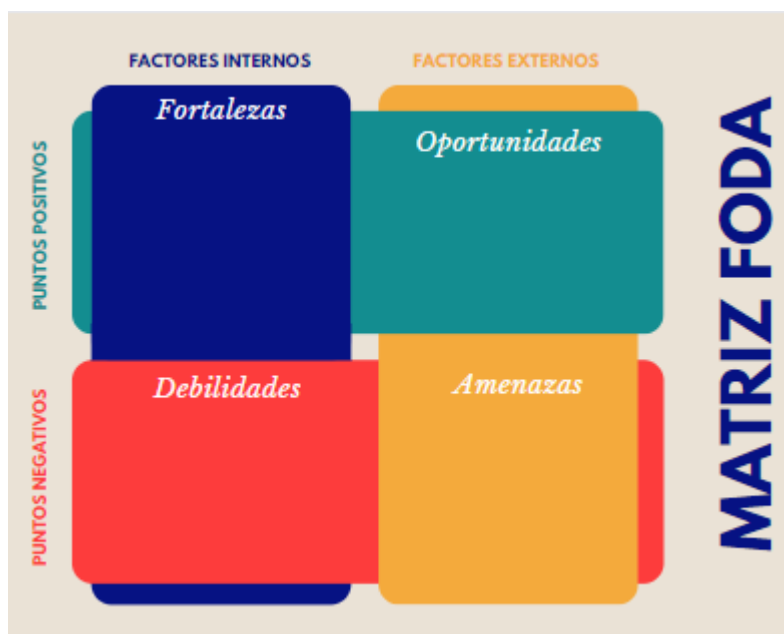 FACTORES INTERNOS
FACTORES EXTERNOS
PUNTOS POSITIVOS
Fortalezas
Oportunidades
PUNTOS NEGATIVOS
Debilidades
Amenazas
MATRIZ FODA